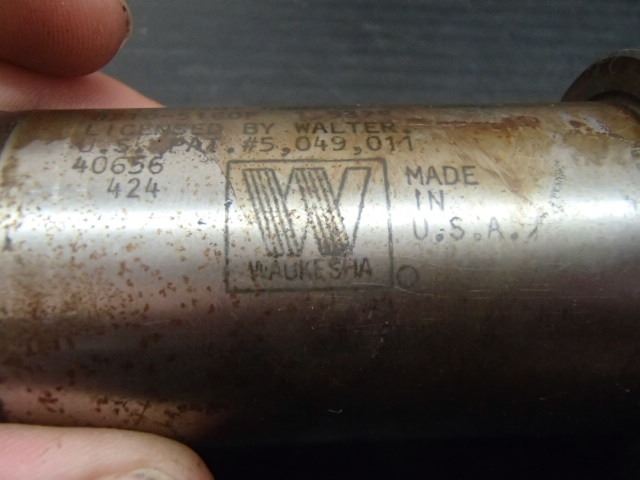 LICENSED BY WALTER.
U.S. PAT.#5,049,011
40656
424
W
WAUKESHA
MADE
IN
U.S.A.